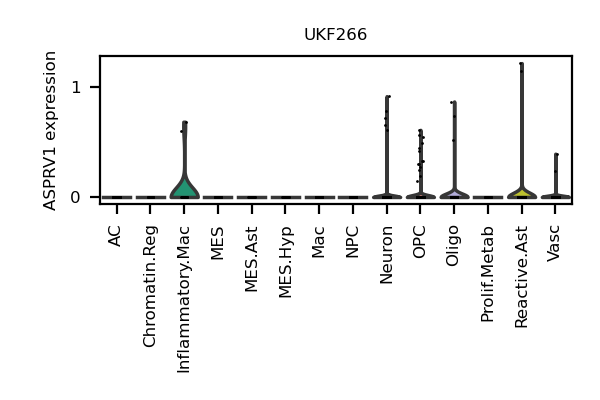 UKF266
ASPRV1 expression
1
0
AC
Chromatin.Reg
Inflammatory.Mac
MES
MES.Ast
MES.Hyp
Mac
NPC
Neuron
OPC
Oligo
Prolif.Metab
Reactive.Ast
Vasc